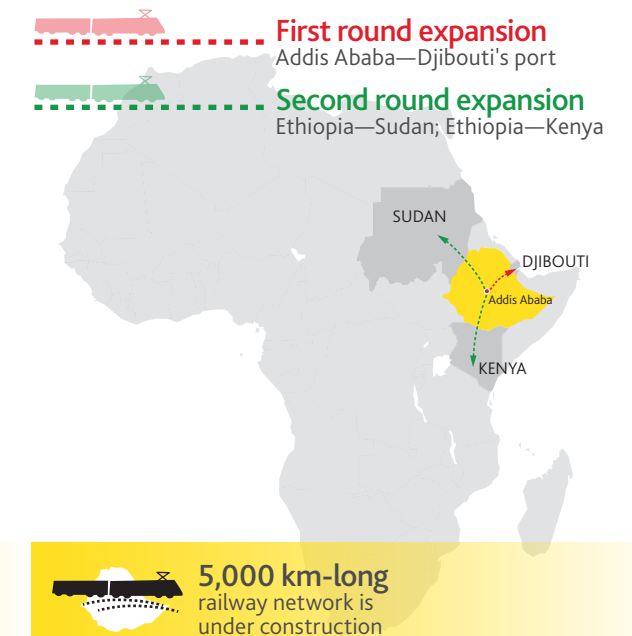 First round expansion
Addis Ababa—Djibouti's port
Second round expansion
Ethiopia—Sudan; Ethiopia—Kenya
SUDAN
DJIBOUTI
Addis Ababa
KENYA
5,000 km-long
railway network is
under construction